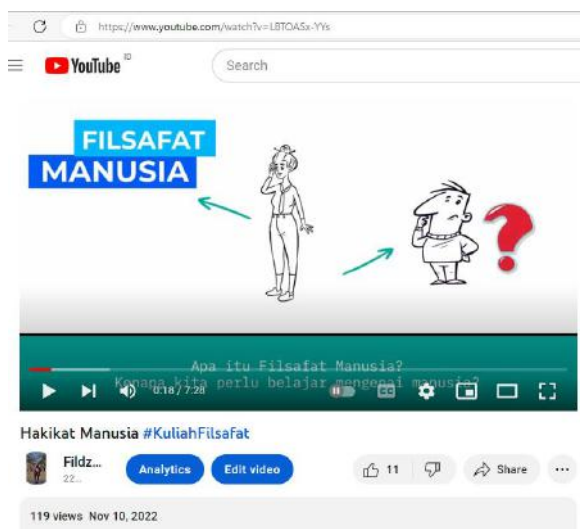 https://www.youtube.com/watch?v=L8TOASx-YYs
YouTube ID
Search
FILSAFAT
MANUSIA
?
Apa itu Filsafat Manusia?
Kenapa kita perlu belajar mengenai manusia?
0:18 / 7:28
CC
Hakikat Manusia #KuliahFilsafat
Fildz...
22...
Analytics
Edit video
11
Share
...
119 views Nov 10, 2022